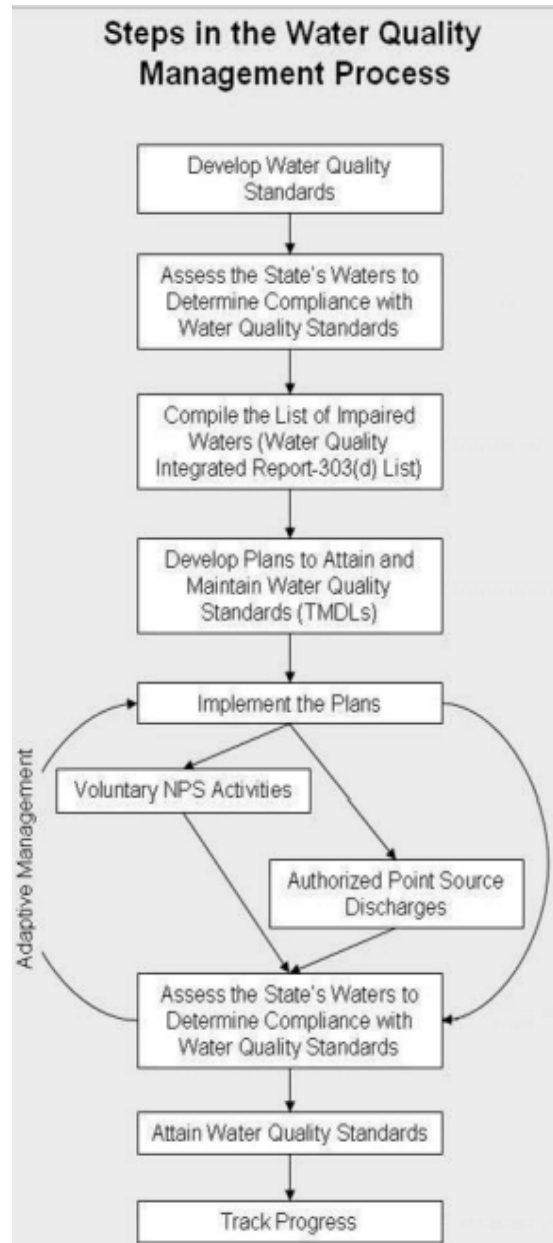 Steps in the Water Quality
Management Process
Develop Water Quality
Standards
Assess the State's Waters to
Determine Compliance with
Water Quality Standards
Compile the List of Impaired
Waters (Water Quality
Integrated Report-303(d) List)
Develop Plans to Attain and
Maintain Water Quality
Standards (TMDLs)
Implement the Plans
Adaptive Management
Voluntary NPS Activities
Authorized Point Source
Discharges
Assess the State's Waters to
Determine Compliance with
Water Quality Standards
Attain Water Quality Standards
Track Progress